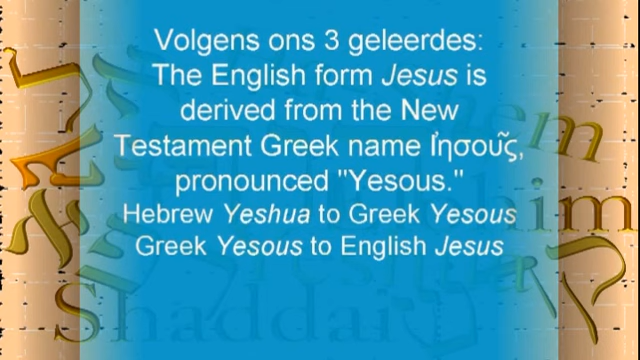 Volgens ons 3 geleerdes:
The English form Jesus is
derived from the New
Testament Greek name Ἰησοῦς,
pronounced "Yesous."
Hebrew Yeshua to Greek Yesous
Greek Yesous to English Jesus
Shaddai